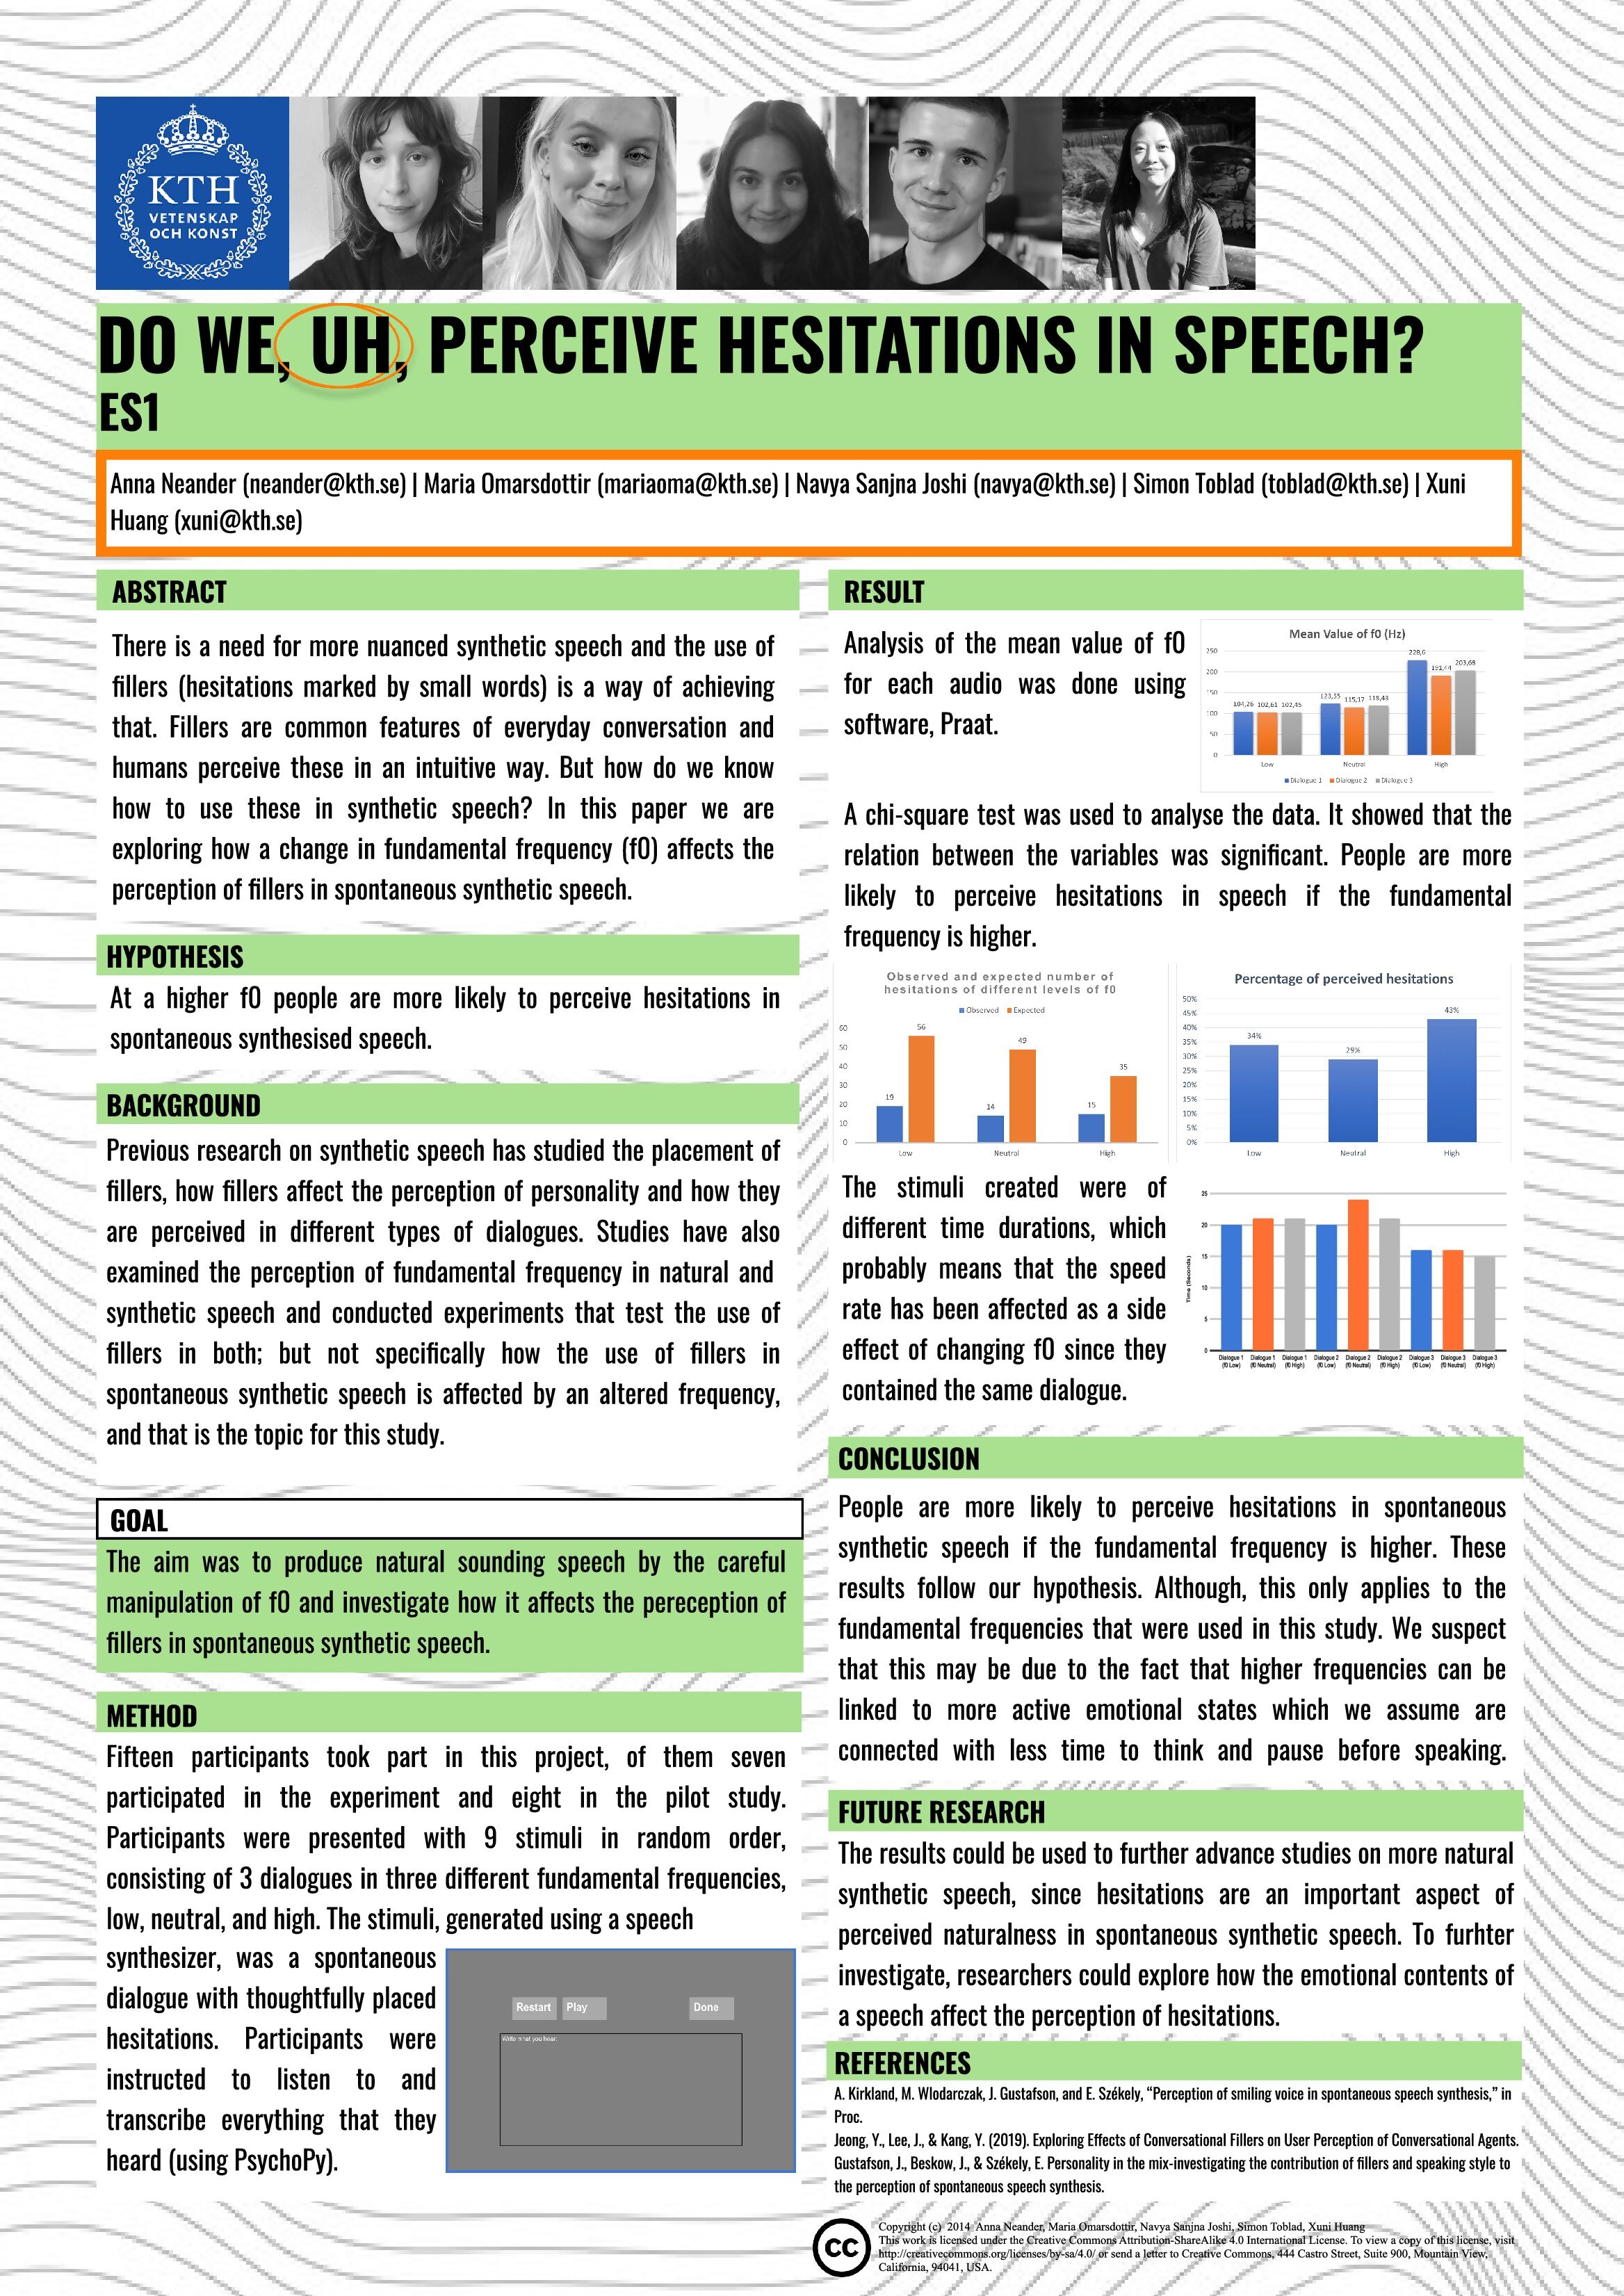 KTH
VETENSKAP
OCH KONST
DO WE, UH, PERCEIVE HESITATIONS IN SPEECH?
ES1
Anna Neander (neander@kth.se) | Maria Omarsdottir (mariaoma@kth.se) | Navya Sanjna Joshi (navya@kth.se) | Simon Toblad (toblad@kth.se) | Xuni
Huang (xuni@kth.se)
ABSTRACT
There is a need for more nuanced synthetic speech and the use of
fillers (hesitations marked by small words) is a way of achieving
that. Fillers are common features of everyday conversation and
humans perceive these in an intuitive way. But how do we know
how to use these in synthetic speech? In this paper we are
exploring how a change in fundamental frequency (f0) affects the
perception of fillers in spontaneous synthetic speech.
HYPOTHESIS
At a higher f0 people are more likely to perceive hesitations in
spontaneous synthesised speech.
BACKGROUND
Previous research on synthetic speech has studied the placement of
fillers, how fillers affect the perception of personality and how they
are perceived in different types of dialogues. Studies have also
examined the perception of fundamental frequency in natural and
synthetic speech and conducted experiments that test the use of
fillers in both; but not specifically how the use of fillers in
spontaneous synthetic speech is affected by an altered frequency,
and that is the topic for this study.
GOAL
The aim was to produce natural sounding speech by the careful
manipulation of f0 and investigate how it affects the pereception of
fillers in spontaneous synthetic speech.
METHOD
Fifteen participants took part in this project, of them seven
participated in the experiment and eight in the pilot study.
Participants were presented with 9 stimuli in random order,
consisting of 3 dialogues in three different fundamental frequencies,
low, neutral, and high. The stimuli, generated using a speech
synthesizer, was a spontaneous
dialogue with thoughtfully placed
hesitations. Participants were
instructed to listen to and
transcribe everything that they
heard (using PsychoPy).
Restart Play Done
Write what you hear:
RESULT
Analysis of the mean value of f0
for each audio was done using
software, Praat.
Mean Value of f0 (Hz)
250
200
150
100
50
0
104,26 102,61 102,45
123,55 115,17 118,43
228,6 191,44 203,68
Low Neutral High
Dialogue 1 Dialogue 2 Dialogue 3
A chi-square test was used to analyse the data. It showed that the
relation between the variables was significant. People are more
likely to perceive hesitations in speech if the fundamental
frequency is higher.
Observed and expected number of
hesitations of different levels of f0
Observed Expected
60
50
40
30
20
10
0
19 56 14 49 15 35
Low Neutral High
Percentage of perceived hesitations
50%
45%
40%
35%
30%
25%
20%
15%
10%
5%
0%
34% 29% 43%
Low Neutral High
The stimuli created were of
different time durations, which
probably means that the speed
rate has been affected as a side
effect of changing f0 since they
contained the same dialogue.
Time (Seconds)
25
20
15
10
5
0
Dialogue 1 Dialogue 1 Dialogue 1 Dialogue 2 Dialogue 2 Dialogue 2 Dialogue 3 Dialogue 3 Dialogue 3
(f0 Low) (f0 Neutral) (f0 High) (f0 Low) (f0 Neutral) (f0 High) (f0 Low) (f0 Neutral) (f0 High)
CONCLUSION
People are more likely to perceive hesitations in spontaneous
synthetic speech if the fundamental frequency is higher. These
results follow our hypothesis. Although, this only applies to the
fundamental frequencies that were used in this study. We suspect
that this may be due to the fact that higher frequencies can be
linked to more active emotional states which we assume are
connected with less time to think and pause before speaking.
FUTURE RESEARCH
The results could be used to further advance studies on more natural
synthetic speech, since hesitations are an important aspect of
perceived naturalness in spontaneous synthetic speech. To furhter
investigate, researchers could explore how the emotional contents of
a speech affect the perception of hesitations.
REFERENCES
A. Kirkland, M. Wlodarczak, J. Gustafson, and E. Székely, “Perception of smiling voice in spontaneous speech synthesis,” in
Proc.
Jeong, Y., Lee, J., & Kang, Y. (2019). Exploring Effects of Conversational Fillers on User Perception of Conversational Agents.
Gustafson, J., Beskow, J., & Székely, E. Personality in the mix-investigating the contribution of fillers and speaking style to
the perception of spontaneous speech synthesis.
CC
Copyright (c) 2014 Anna Neander, Maria Omarsdottir, Navya Sanjna Joshi, Simon Toblad, Xuni Huang
This work is licensed under the Creative Commons Attribution-ShareAlike 4.0 International License. To view a copy of this license, visit
http://creativecommons.org/licenses/by-sa/4.0/ or send a letter to Creative Commons, 444 Castro Street, Suite 900, Mountain View,
California, 94041, USA.